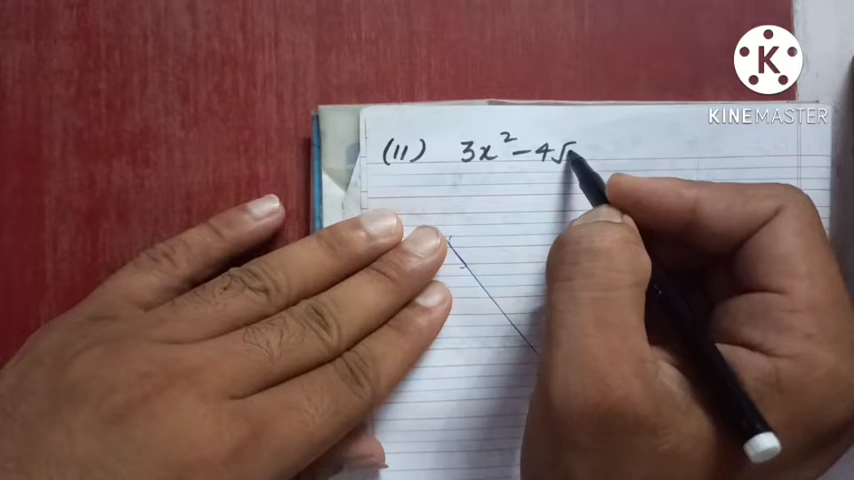 K
KINEMASTER
(11) 3x² - 4√